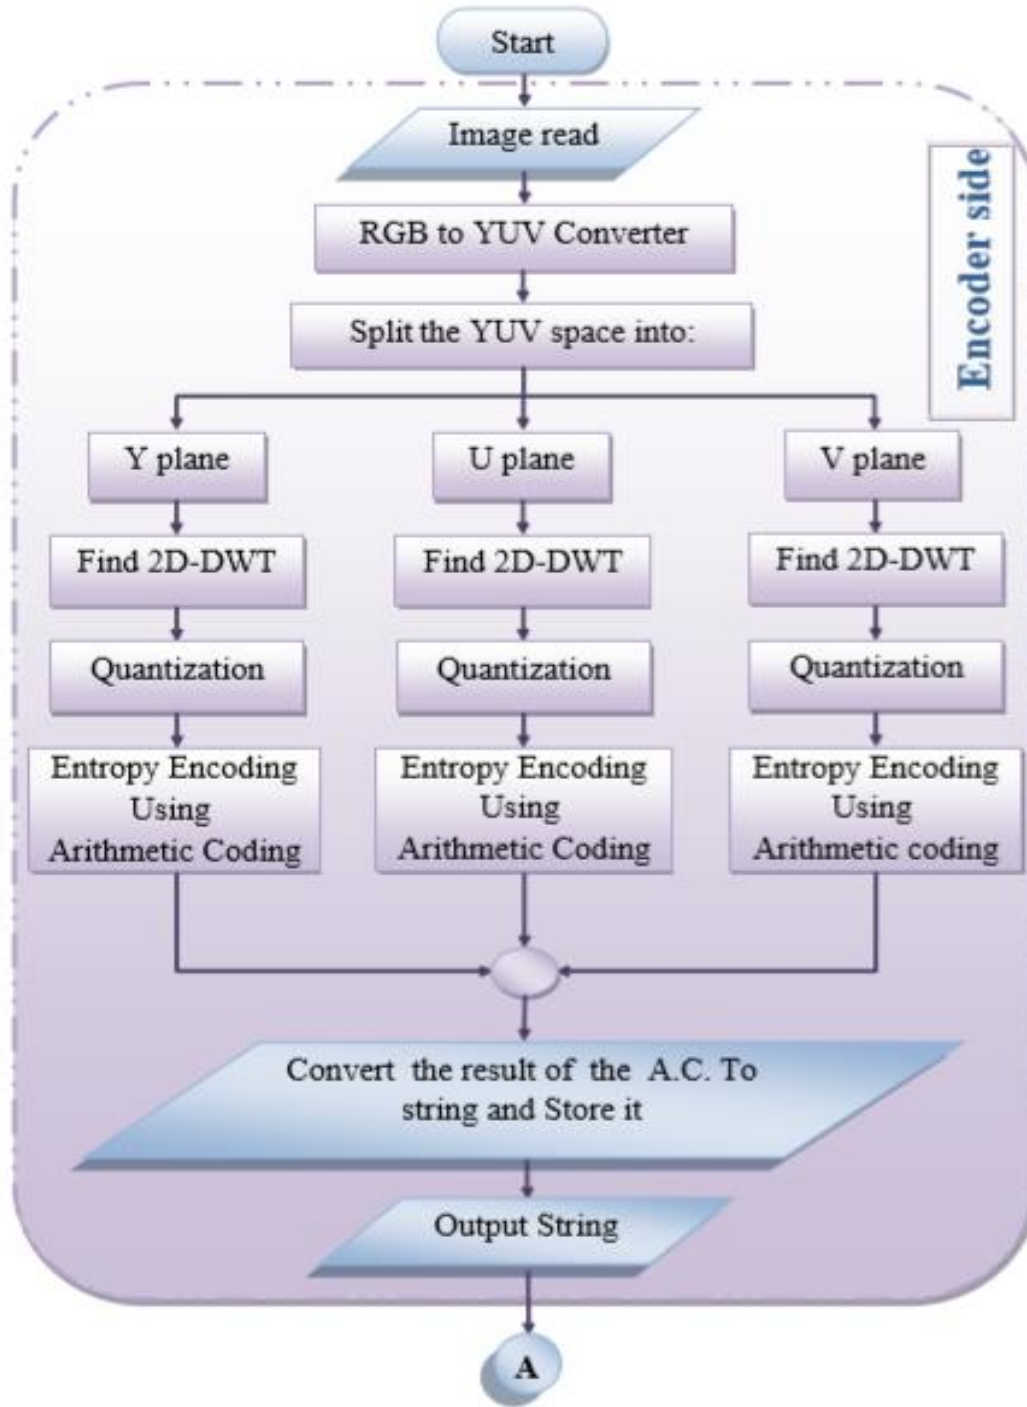 Start
Image read
RGB to YUV Converter
Split the YUV space into:
Encoder side
Y plane
U plane
V plane
Find 2D-DWT
Find 2D-DWT
Find 2D-DWT
Quantization
Quantization
Quantization
Entropy Encoding
Using
Arithmetic Coding
Entropy Encoding
Using
Arithmetic Coding
Entropy Encoding
Using
Arithmetic coding
Convert the result of the A.C. To
string and Store it
Output String
A